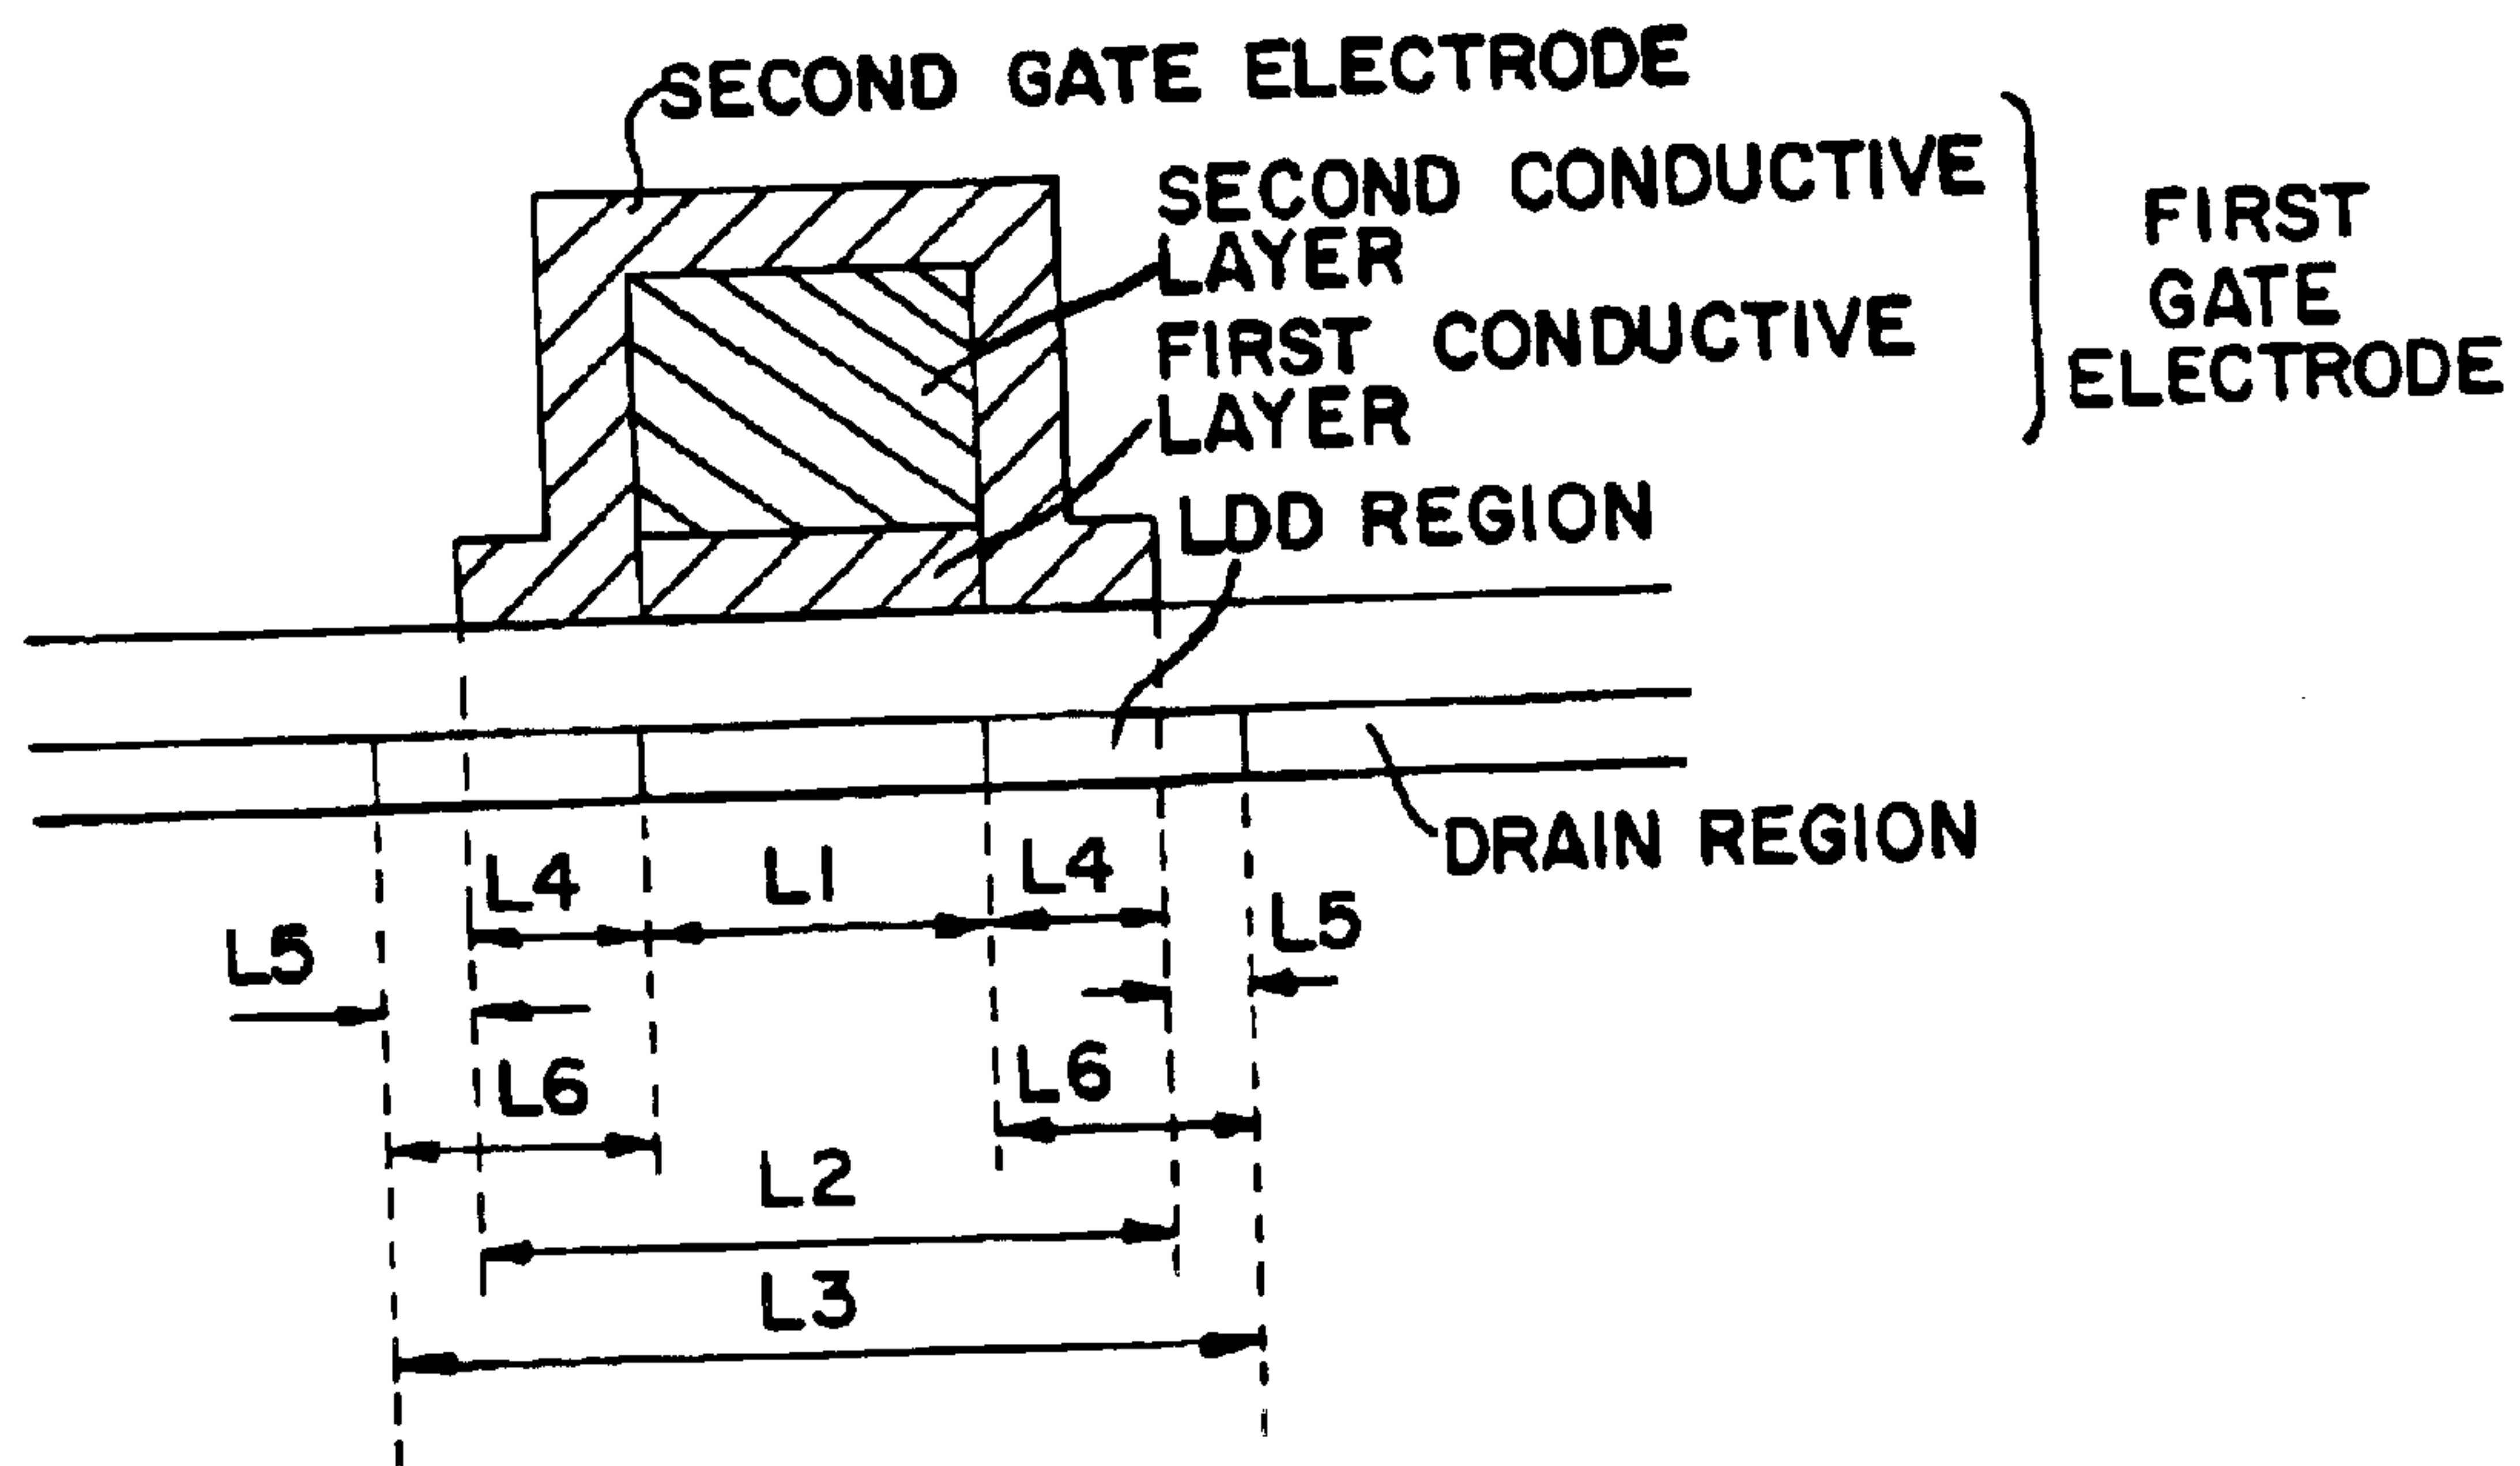 SECOND GATE ELECTRODE
SECOND CONDUCTIVE
LAYER
FIRST CONDUCTIVE
LAYER
FIRST
GATE
ELECTRODE
LDD REGION
DRAIN REGION
L4
L1
L4
L5
L5
L6
L6
L2
L3